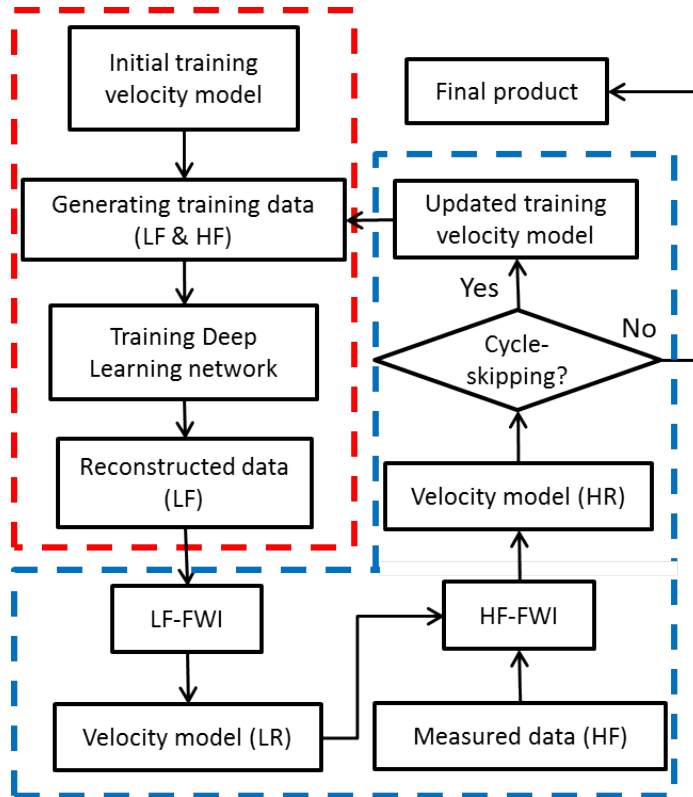 Initial training
velocity model
Final product
Generating training data
(LF & HF)
Updated training
velocity model
Yes
No
Training Deep
Learning network
Cycle-
skipping?
Reconstructed data
(LF)
Velocity model (HR)
LF-FWI
HF-FWI
Velocity model (LR)
Measured data (HF)